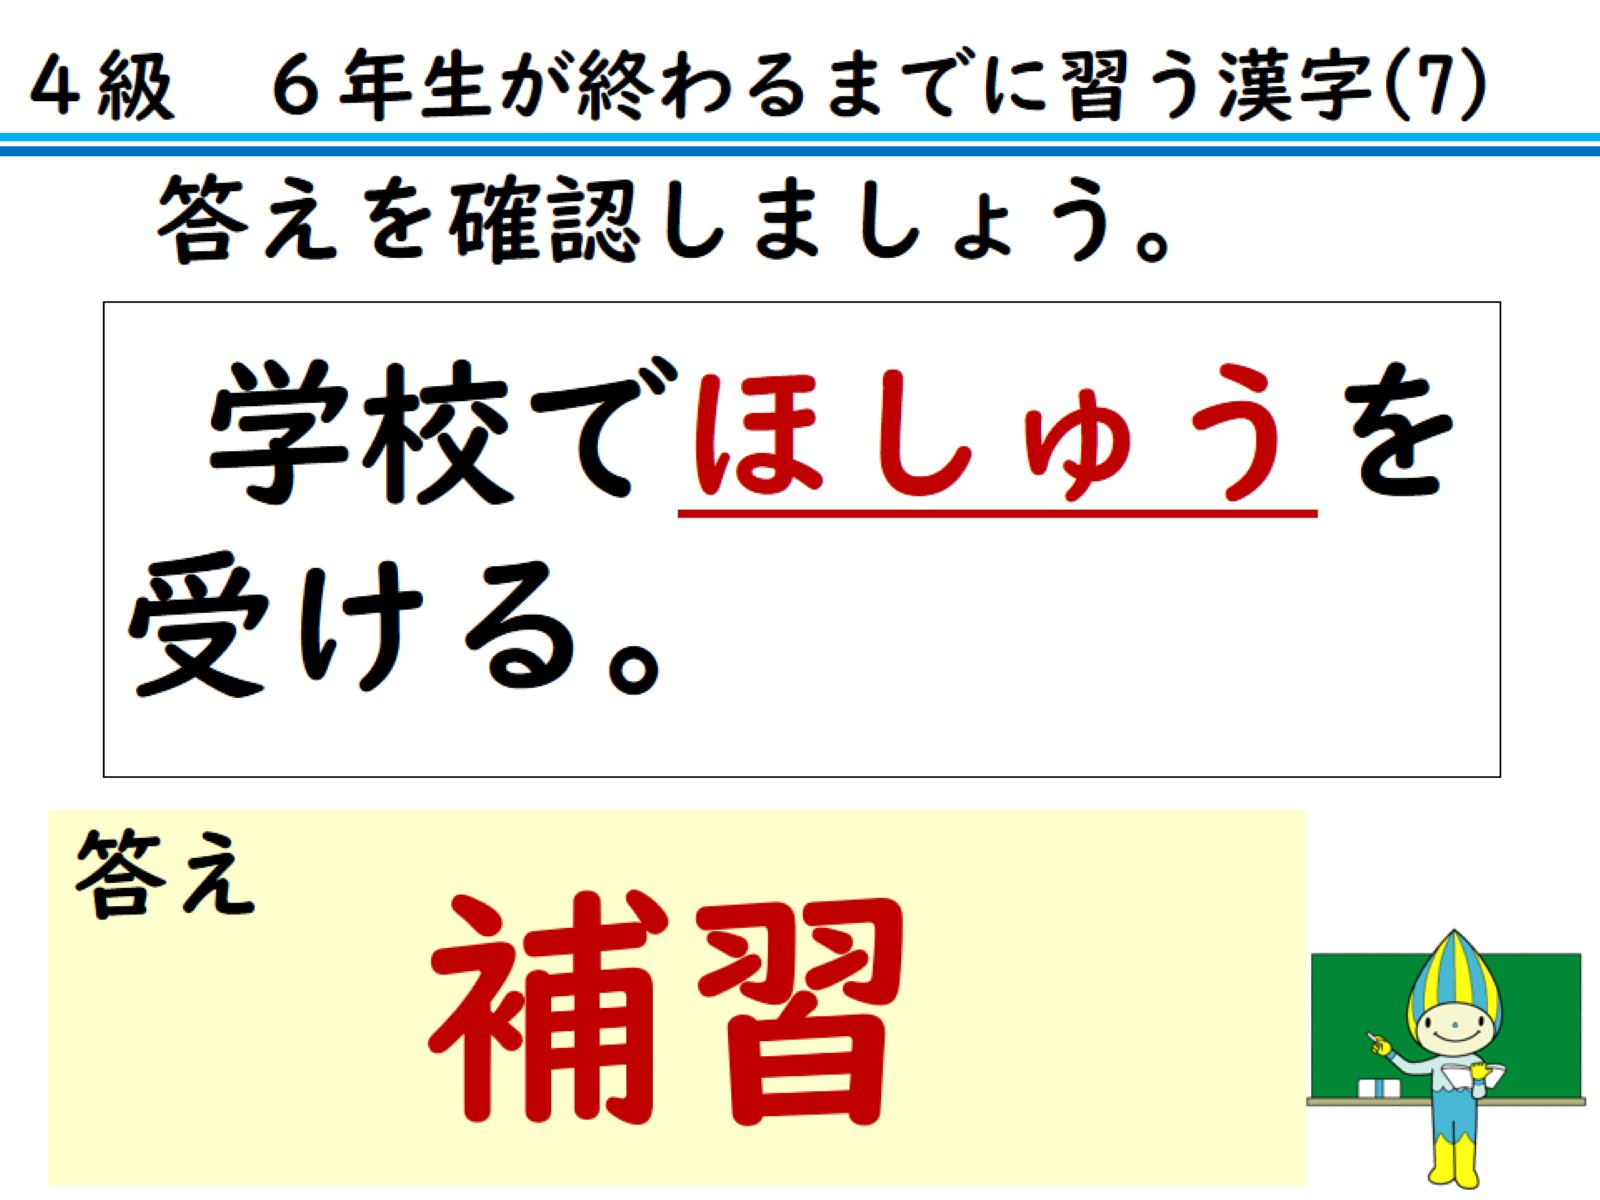 ４級　６年生が終わるまでに習う漢字(7)
答えを確認しましょう。
学校でほしゅうを
受ける。
答え
補習